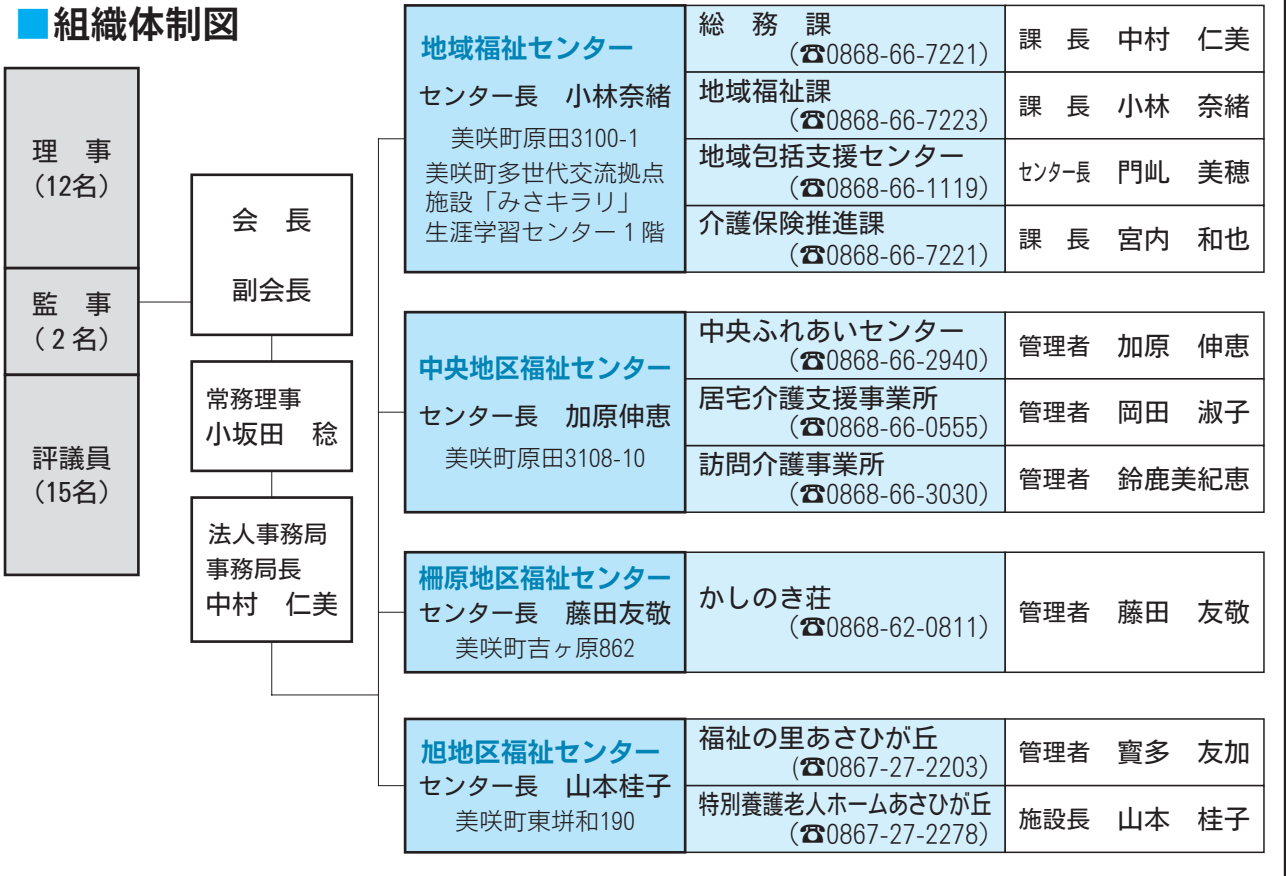 ■組織体制図
理　事
（12名）
監　事
（２名）
評議員
（15名）
会　長
副会長
常務理事
小坂田　稔
法人事務局
事務局長
中村　仁美
地域福祉センター
センター長　小林奈緒
美咲町原田3100-1
美咲町多世代交流拠点
施設「みさキラリ」
生涯学習センター１階
総　務　課
（☎0868-66-7221）
課　長　中村　仁美
地域福祉課
（☎0868-66-7223）
課　長　小林　奈緒
地域包括支援センター
（☎0868-66-1119）
センター長　門乢　美穂
介護保険推進課
（☎0868-66-7221）
課　長　宮内　和也
中央地区福祉センター
センター長　加原伸恵
美咲町原田3108-10
中央ふれあいセンター
（☎0868-66-2940）
管理者　加原　伸恵
居宅介護支援事業所
（☎0868-66-0555）
管理者　岡田　淑子
訪問介護事業所
（☎0868-66-3030）
管理者　鈴鹿美紀恵
柵原地区福祉センター
センター長　藤田友敬
美咲町吉ヶ原862
かしのき荘
（☎0868-62-0811）
管理者　藤田　友敬
旭地区福祉センター
センター長　山本桂子
美咲町東垪和190
福祉の里あさひが丘
（☎0867-27-2203）
管理者　寳多　友加
特別養護老人ホームあさひが丘
（☎0867-27-2278）
施設長　山本　桂子